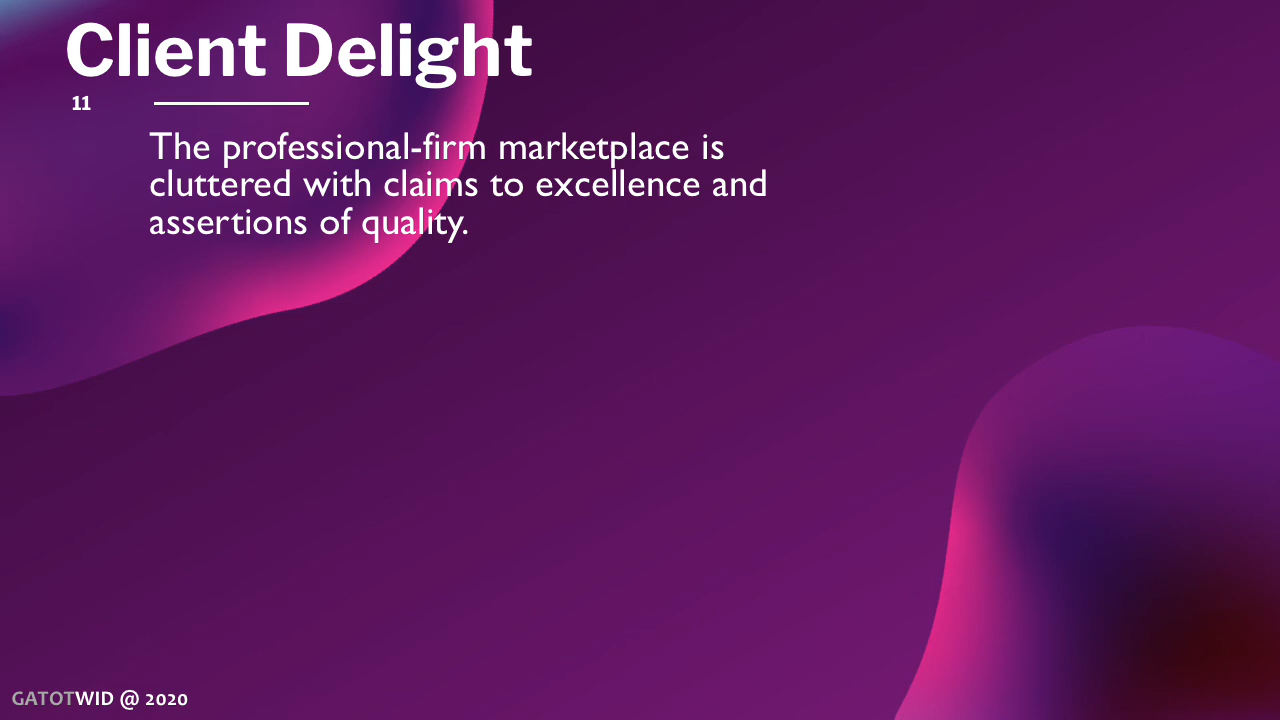 Client Delight
11
The professional-firm marketplace is
cluttered with claims to excellence and
assertions of quality.
GATOTWID @ 2020